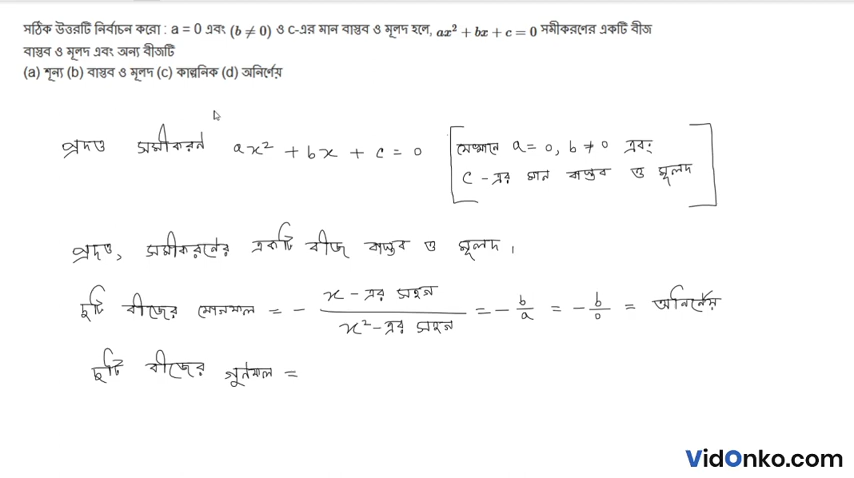 সঠিক উত্তরটি নির্বাচন করো : a = 0 এবং (b ≠ 0) ও c-এর মান বাস্তব ও মূলদ হলে, ax² + bx + c = 0 সমীকরণের একটি বীজ
বাস্তব ও মূলদ এবং অন্য বীজটি
(a) শূন্য (b) বাস্তব ও মূলদ (c) কাল্পনিক (d) অনির্ণেয়
প্রদত্ত সমীকরণ ax² + bx + c = 0 [যেখানে a = 0, b ≠ 0 এবং
c - এর মান বাস্তব ও মূলদ]
প্রদত্ত, সমীকরণের একটি বীজ বাস্তব ও মূলদ ।
দুটি বীজের যোগফল = - x - এর সহগ / x² - এর সহগ = - b/a = - b/0 = অনির্ণেয়
দুটি বীজের গুণফল =
VidOnko.com